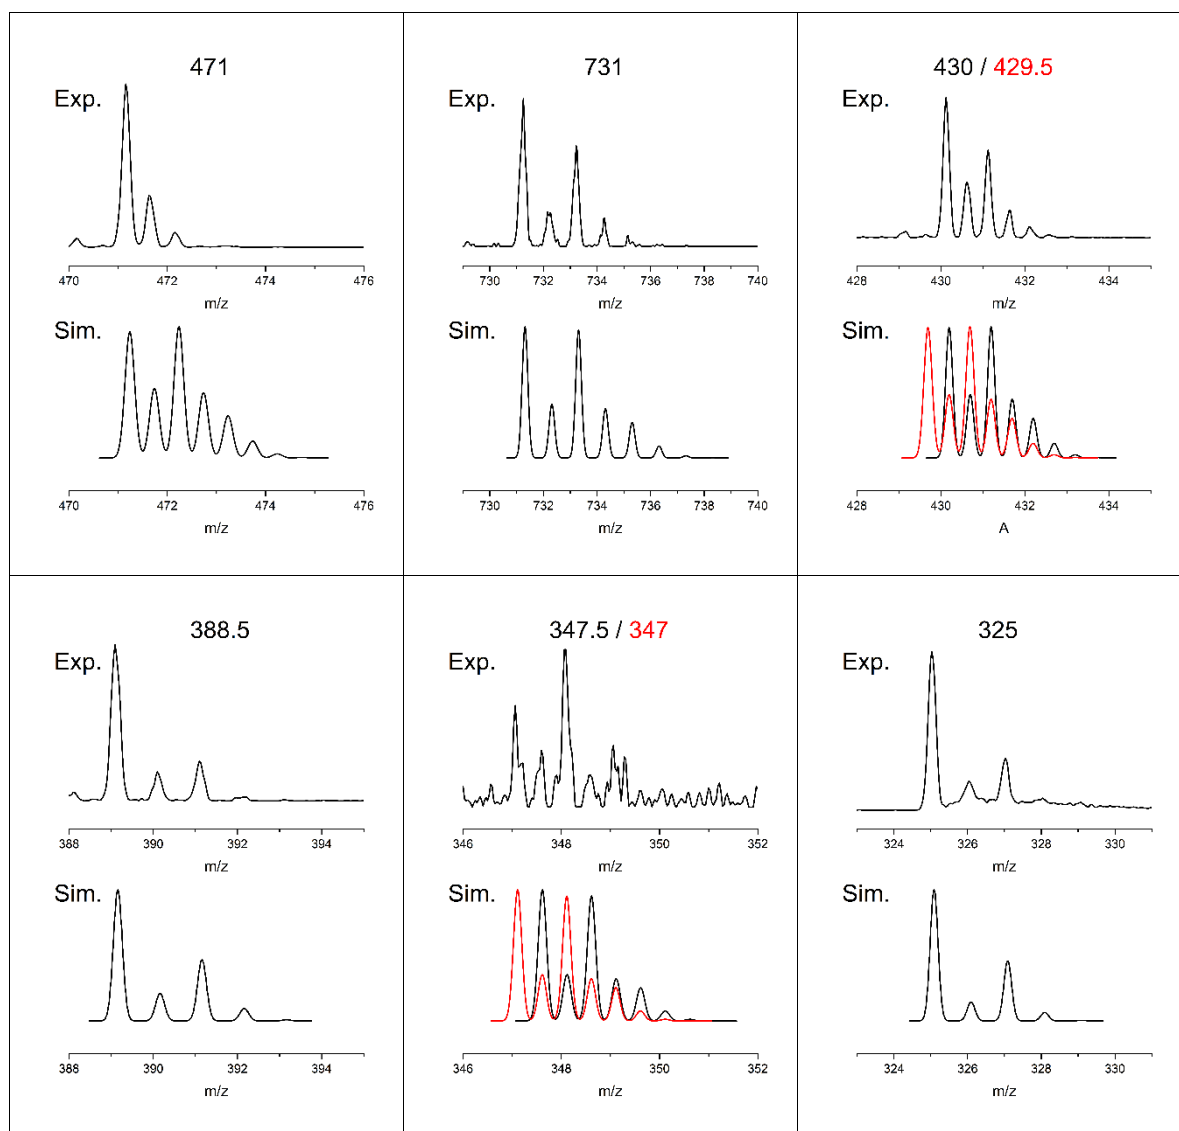 471
Exp.
470 472 474 476
m/z
Sim.
470 472 474 476
m/z
731
Exp.
730 732 734 736 738 740
m/z
Sim.
730 732 734 736 738 740
m/z
430 / 429.5
Exp.
428 430 432 434
m/z
Sim.
428 430 432 434
A
388.5
Exp.
388 390 392 394
m/z
Sim.
388 390 392 394
m/z
347.5 / 347
Exp.
346 348 350 352
m/z
Sim.
346 348 350 352
m/z
325
Exp.
324 326 328 330
m/z
Sim.
324 326 328 330
m/z